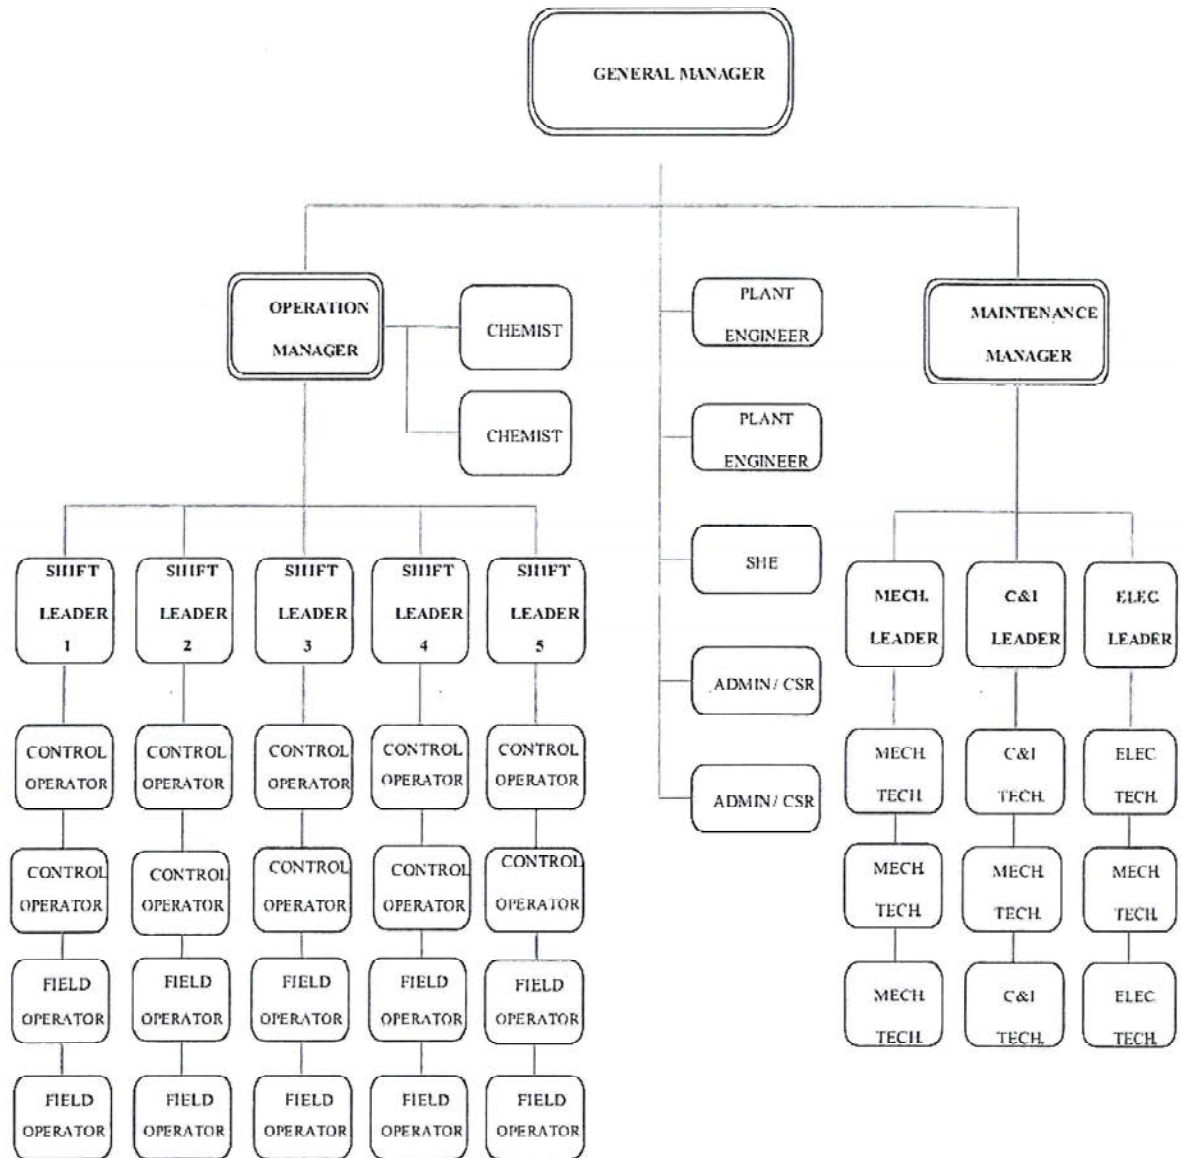 GENERAL MANAGER
OPERATION
MANAGER
CHEMIST
CHEMIST
PLANT
ENGINEER
PLANT
ENGINEER
SHE
ADMIN / CSR
ADMIN / CSR
MAINTENANCE
MANAGER
SHIFT
LEADER
1
SHIFT
LEADER
2
SHIFT
LEADER
3
SHIFT
LEADER
4
SHIFT
LEADER
5
CONTROL
OPERATOR
CONTROL
OPERATOR
CONTROL
OPERATOR
CONTROL
OPERATOR
CONTROL
OPERATOR
CONTROL
OPERATOR
CONTROL
OPERATOR
CONTROL
OPERATOR
CONTROL
OPERATOR
CONTROL
OPERATOR
FIELD
OPERATOR
FIELD
OPERATOR
FIELD
OPERATOR
FIELD
OPERATOR
FIELD
OPERATOR
FIELD
OPERATOR
FIELD
OPERATOR
FIELD
OPERATOR
FIELD
OPERATOR
FIELD
OPERATOR
MECH.
LEADER
C&I
LEADER
ELEC.
LEADER
MECH.
TECH.
C&I
TECH.
ELEC.
TECH.
MECH.
TECH.
MECH.
TECH.
MECH.
TECH.
MECH.
TECH.
C&I
TECH.
ELEC.
TECH.